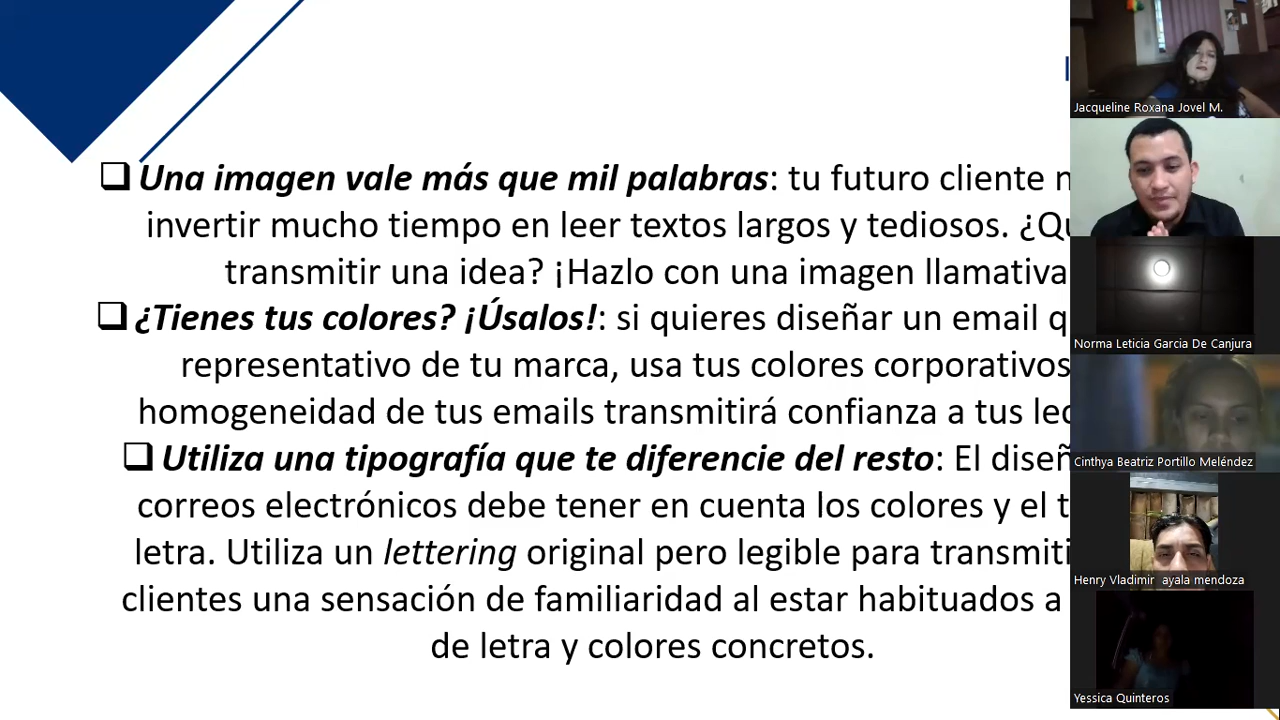 ❑ Una imagen vale más que mil palabras: tu futuro cliente
invertir mucho tiempo en leer textos largos y tediosos.
transmitir una idea? ¡Hazlo con una imagen llamativa
❑ ¿Tienes tus colores? ¡Úsalos!: si quieres diseñar un email
representativo de tu marca, usa tus colores corporativos
homogeneidad de tus emails transmitirá confianza a tus
❑ Utiliza una tipografía que te diferencie del resto: El
correos electrónicos debe tener en cuenta los colores y el
letra. Utiliza un lettering original pero legible para
clientes una sensación de familiaridad al estar habituados a
de letra y colores concretos.
Jacqueline Roxana Jovel M.
Norma Leticia Garcia De Canjura
Cinthya Beatriz Portillo Meléndez
Henry Vladimir ayala mendoza
Yessica Quinteros